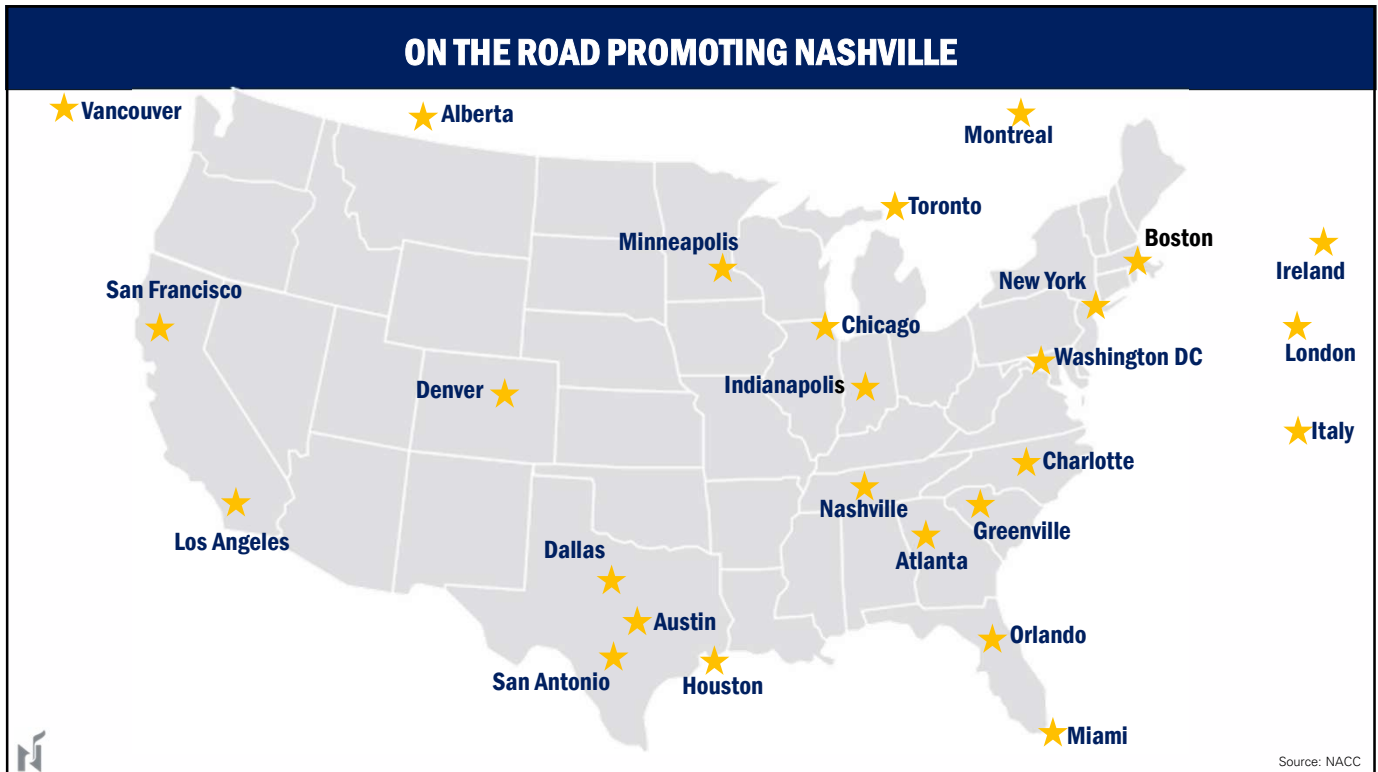 ON THE ROAD PROMOTING NASHVILLE
Vancouver
Alberta
Montreal
Toronto
Minneapolis
Boston
Ireland
New York
San Francisco
Chicago
London
Washington DC
Indianapolis
Denver
Italy
Charlotte
Nashville
Greenville
Los Angeles
Dallas
Atlanta
Austin
Orlando
San Antonio
Houston
Miami
Source: NACC